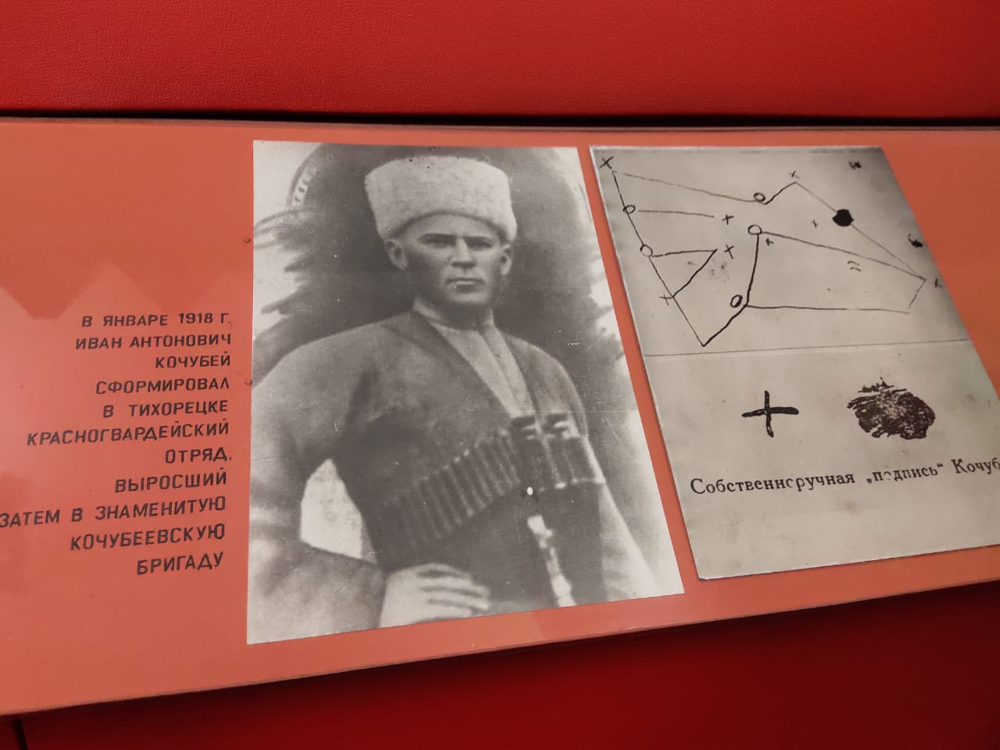 В ЯНВАРЕ 1918 Г.
ИВАН АНТОНОВИЧ
КОЧУБЕЙ
СФОРМИРОВАЛ
В ТИХОРЕЦКЕ
КРАСНОГВАРДЕЙСКИЙ
ОТРЯД,
ВЫРОСШИЙ
ЗАТЕМ В ЗНАМЕНИТУЮ
КОЧУБЕЕВСКУЮ
БРИГАДУ
Собственноручная „подпись“ Кочуб